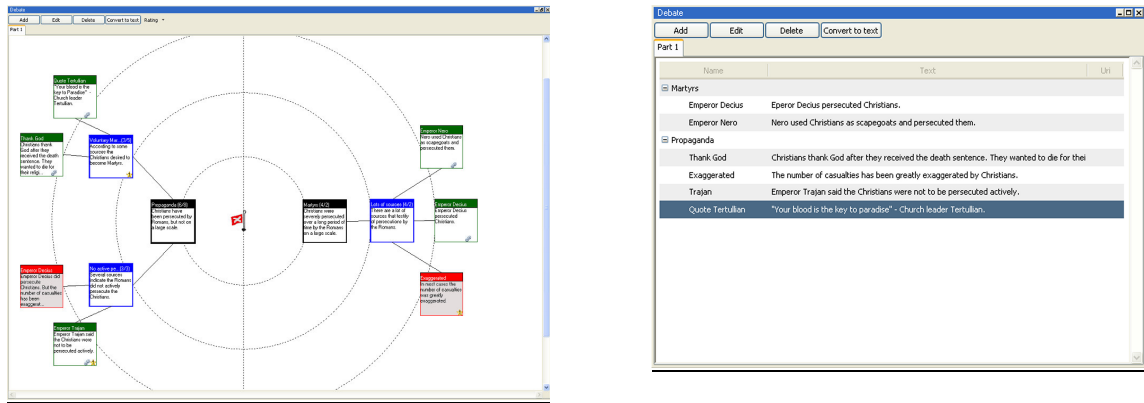 Debate
Add Edit Delete Convert to text Rating
Part 1
Quote Tertullian
"Your blood is the
key to Paradise" -
Church leader
Tertullian.
Thank God
Christians thank
God after they
received the death
sentence. They
wanted to die for
their religi...
Voluntary Mar...(3/5)
According to some
sources the
Christians desired to
become Martyrs.
Propaganda (6/6)
Christians have
been persecuted by
Romans, but not on
a large scale.
Emperor Decius
Emperor Decius did
persecute
Christians. But the
number of casualties
has been
exaggerat...
No active pe...(3/3)
Several sources
indicate the Romans
did not actively
persecute the
Christians.
Emperor Trajan
Emperor Trajan said
the Christians were
not to be
persecuted actively.
Martyrs (4/2)
Christians were
severely persecuted
over a long period of
time by the Romans
on a large scale.
Lots of sources (4/2)
There are a lot of
sources that testify
of persecutions by
the Romans.
Emperor Nero
Nero used Christians
as scapegoats and
persecuted them.
Emperor Decius
Emperor Decius
persecuted
Christians.
Exaggerated
In most cases the
number of casualties
was greatly
exaggerated
Debate
Add Edit Delete Convert to text
Part 1
Name Text Uri
Martyrs
Emperor Decius Eperor Decius persecuted Christians.
Emperor Nero Nero used Christians as scapegoats and persecuted them.
Propaganda
Thank God Christians thank God after they received the death sentence. They wanted to die for thei
Exaggerated The number of casualties has been greatly exaggerated by Christians.
Trajan Emperor Trajan said the Christians were not to be persecuted actively.
Quote Tertullian "Your blood is the key to paradise" - Church leader Tertullian.